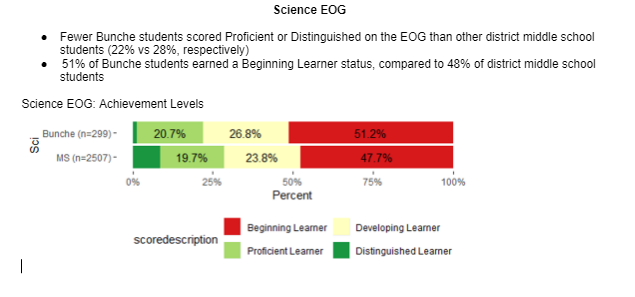 Science EOG
• Fewer Bunche students scored Proficient or Distinguished on the EOG than other district middle school
students (22% vs 28%, respectively)
• 51% of Bunche students earned a Beginning Learner status, compared to 48% of district middle school
students
Science EOG: Achievement Levels
Sci
Bunche (n=299)- 20.7% 26.8% 51.2%
MS (n=2507)- 19.7% 23.8% 47.7%
0% 25% 50% 75% 100%
Percent
scoredescription
Beginning Learner Developing Learner
Proficient Learner Distinguished Learner